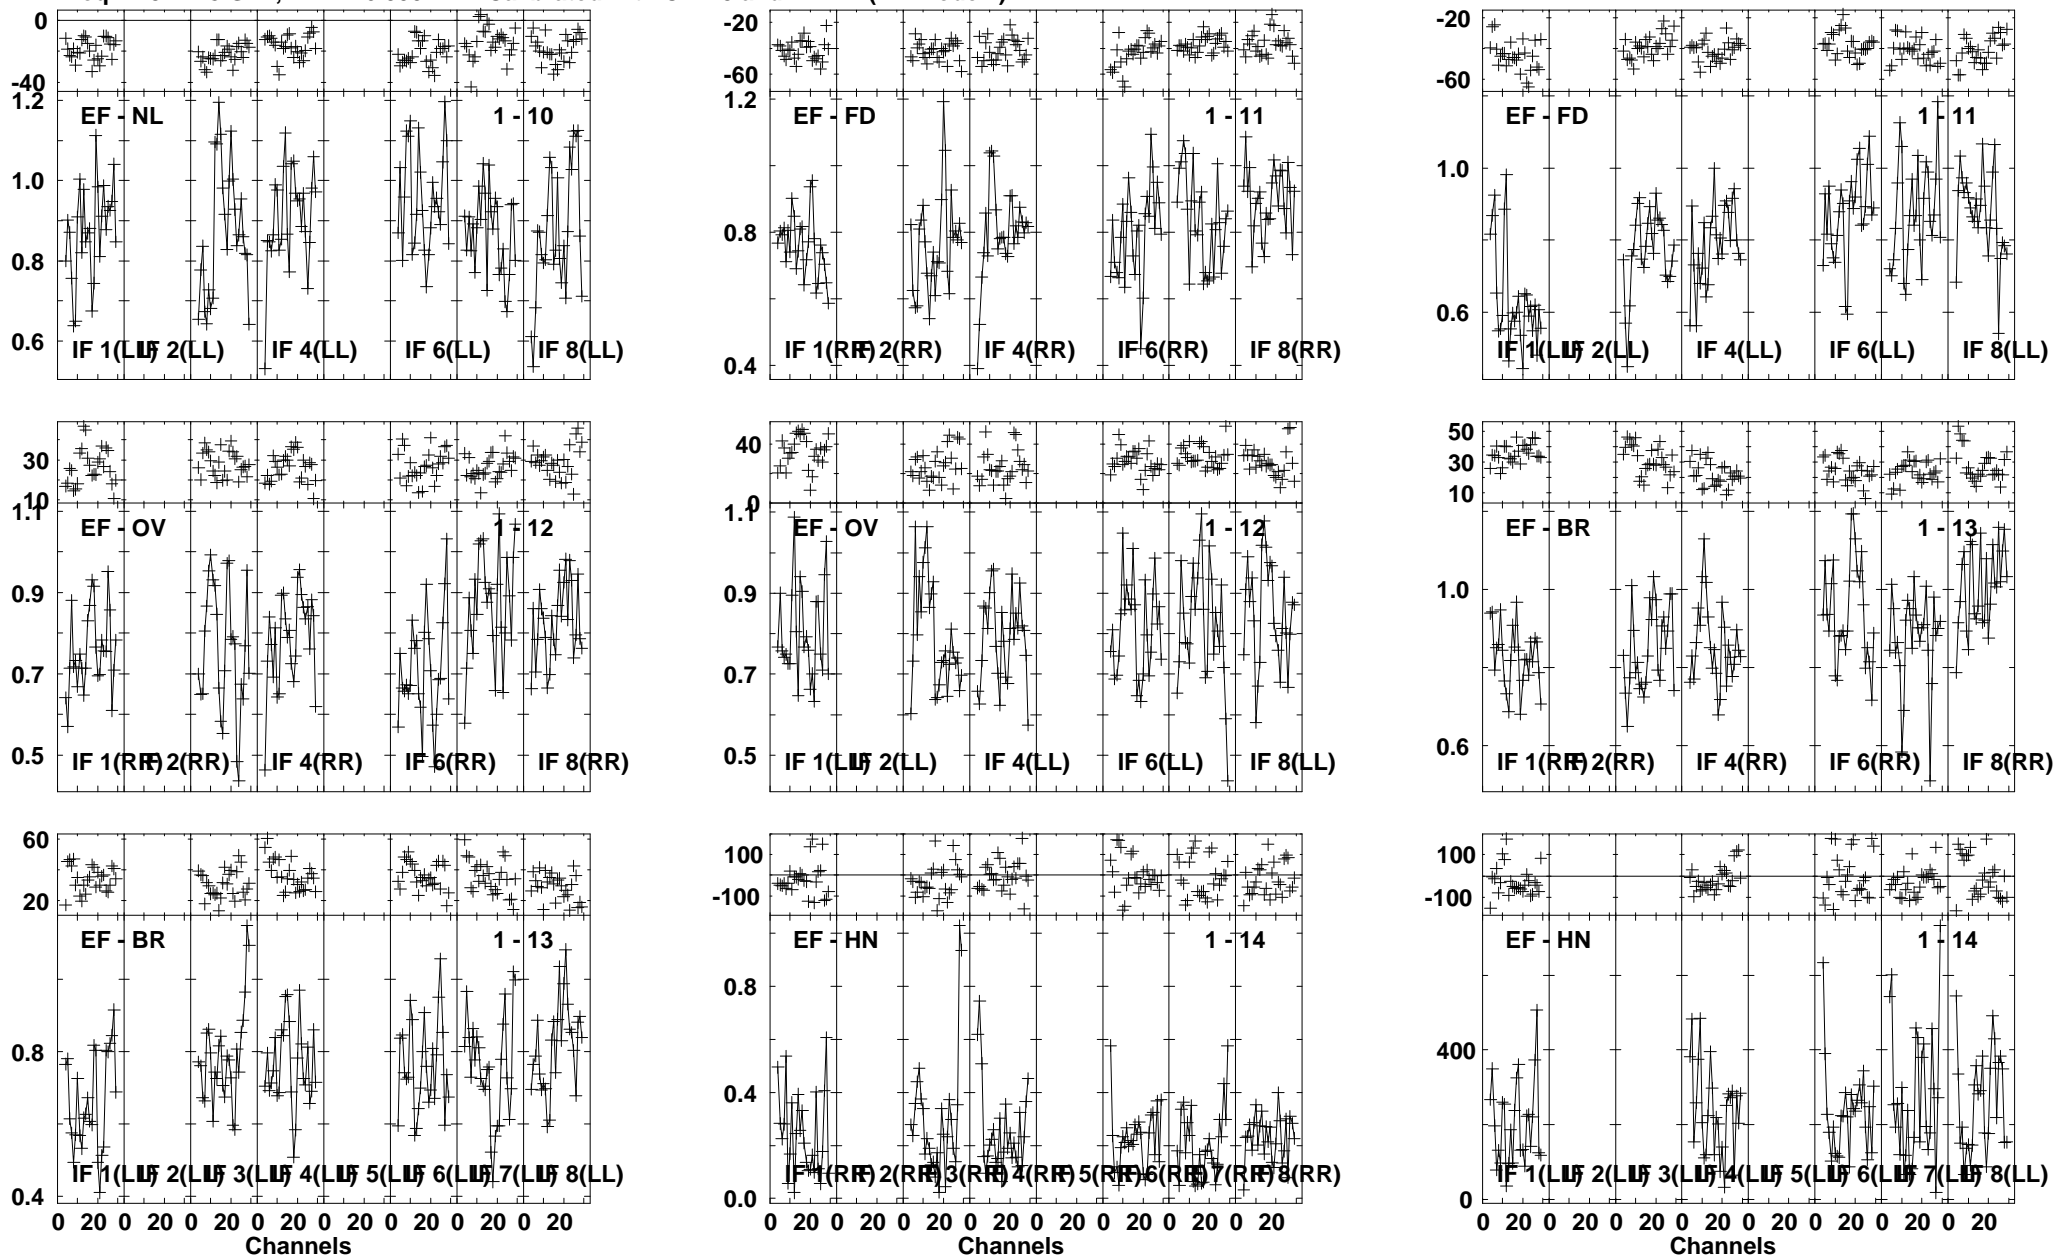 0
-40
1.2
1.0
0.8
0.6
EF - NL 1 - 10
IF 1(LL) IF 2(LL) IF 4(LL) IF 6(LL) IF 8(LL)
-20
-60
1.2
0.8
0.4
EF - FD 1 - 11
IF 1(RR) IF 2(RR) IF 4(RR) IF 6(RR) IF 8(RR)
-20
-60
1.0
0.6
EF - FD 1 - 11
IF 1(LL) IF 2(LL) IF 4(LL) IF 6(LL) IF 8(LL)
30
10
1.1
0.9
0.7
0.5
EF - OV 1 - 12
IF 1(RR) IF 2(RR) IF 4(RR) IF 6(RR) IF 8(RR)
40
0
1.1
0.9
0.7
0.5
EF - OV 1 - 12
IF 1(LL) IF 2(LL) IF 4(LL) IF 6(LL) IF 8(LL)
50
30
10
1.0
0.6
EF - BR 1 - 13
IF 1(RR) IF 2(RR) IF 4(RR) IF 6(RR) IF 8(RR)
60
20
0.8
0.4
EF - BR 1 - 13
IF 1(LL) IF 2(LL) IF 3(LL) IF 4(LL) IF 5(LL) IF 6(LL) IF 7(LL) IF 8(LL)
0 20 0 20 0 20 0 20 0 20 0 20 0 20 0 20
Channels
100
-100
0.8
0.4
0.0
EF - HN 1 - 14
IF 1(RR) IF 2(RR) IF 3(RR) IF 4(RR) IF 5(RR) IF 6(RR) IF 7(RR) IF 8(RR)
0 20 0 20 0 20 0 20 0 20 0 20 0 20 0 20
Channels
100
-100
400
0
EF - HN 1 - 14
IF 1(LL) IF 2(LL) IF 3(LL) IF 4(LL) IF 5(LL) IF 6(LL) IF 7(LL) IF 8(LL)
0 20 0 20 0 20 0 20 0 20 0 20 0 20 0 20
Channels